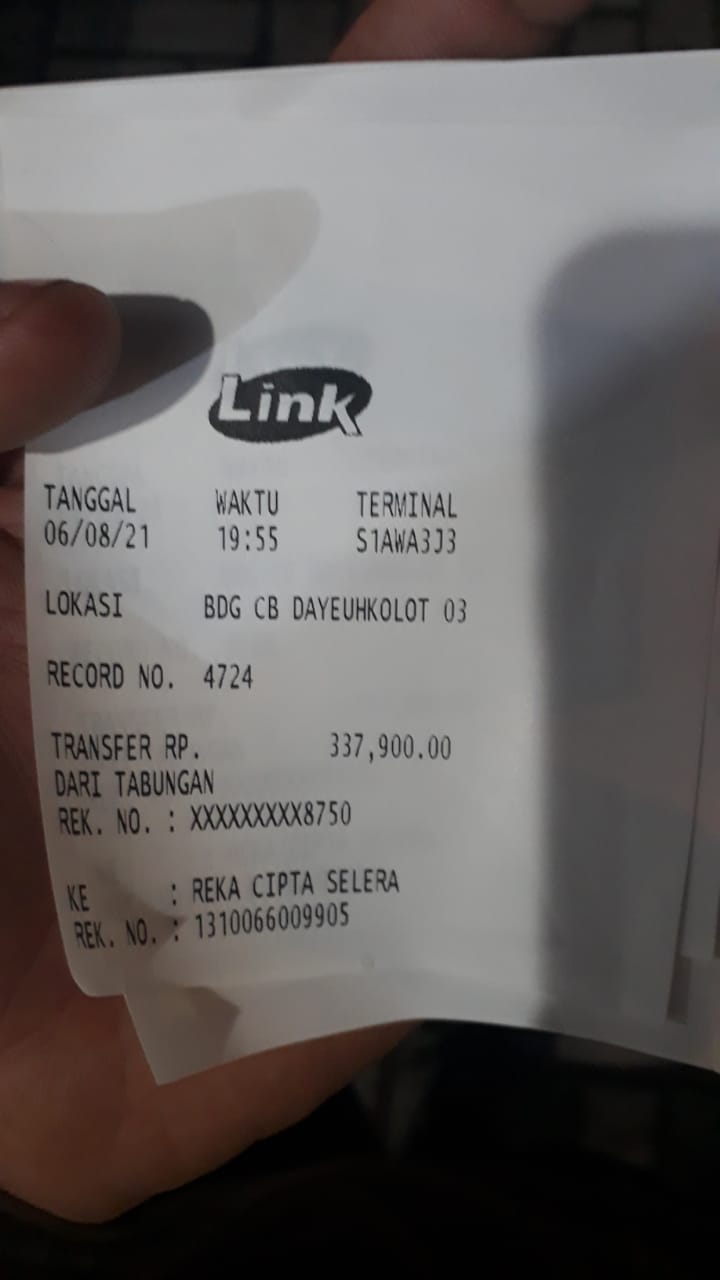 Link
TANGGAL WAKTU TERMINAL
06/08/21 19:55 S1AWA3J3
LOKASI BDG CB DAYEUHKOLOT 03
RECORD NO. 4724
TRANSFER RP. 337,900.00
DARI TABUNGAN
REK. NO. : XXXXXXXXX8750
KE : REKA CIPTA SELERA
REK. NO. : 1310066009905